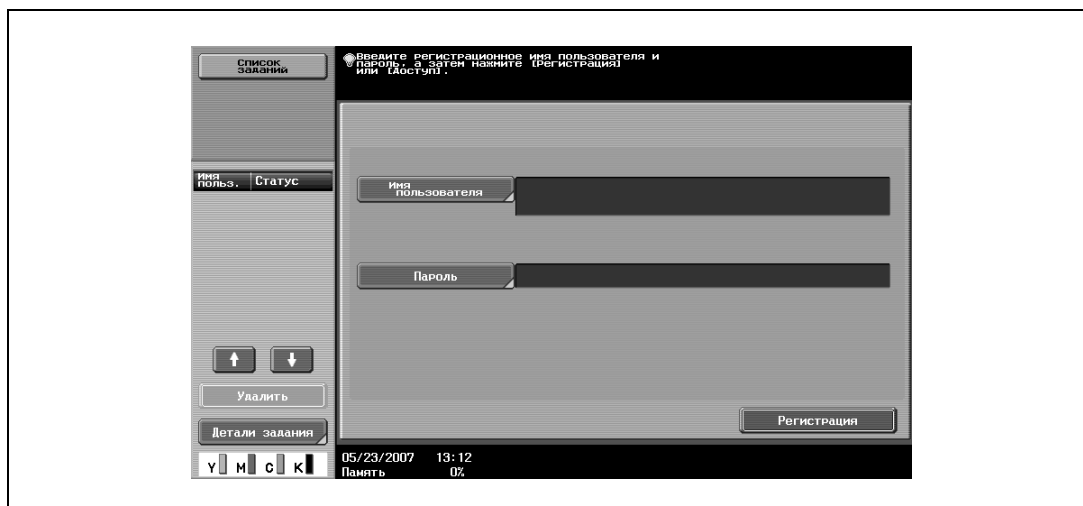 Список
заданий
Введите регистрационное имя пользователя и
пароль, а затем нажмите [Регистрация]
или [Доступ].
Имя
польз.
Статус
Имя
пользователя
Пароль
Удалить
Детали задания
Регистрация
Y M C K
05/23/2007 13:12
Память 0%